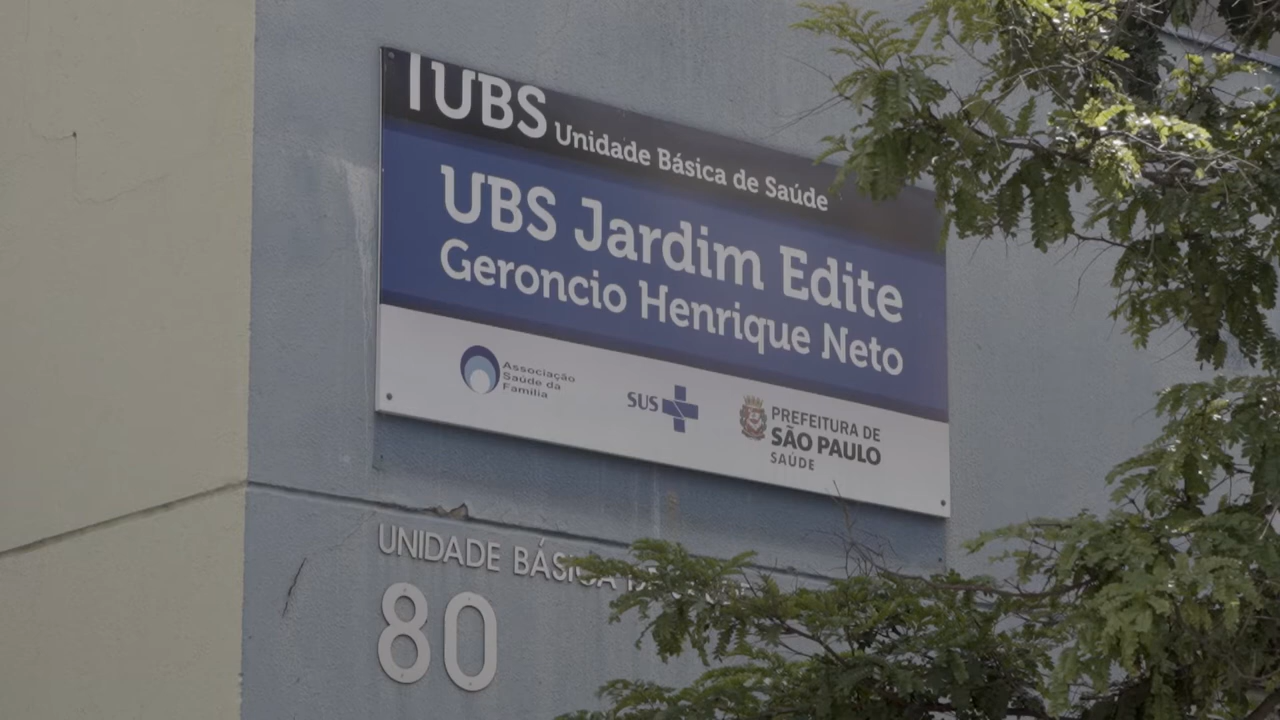 UBS Unidade Básica de Saúde
UBS Jardim Edite
Geroncio Henrique Neto
Associação
Saúde da
Família
SUS
PREFEITURA DE
SÃO PAULO
SAÚDE
UNIDADE BÁSICA
80